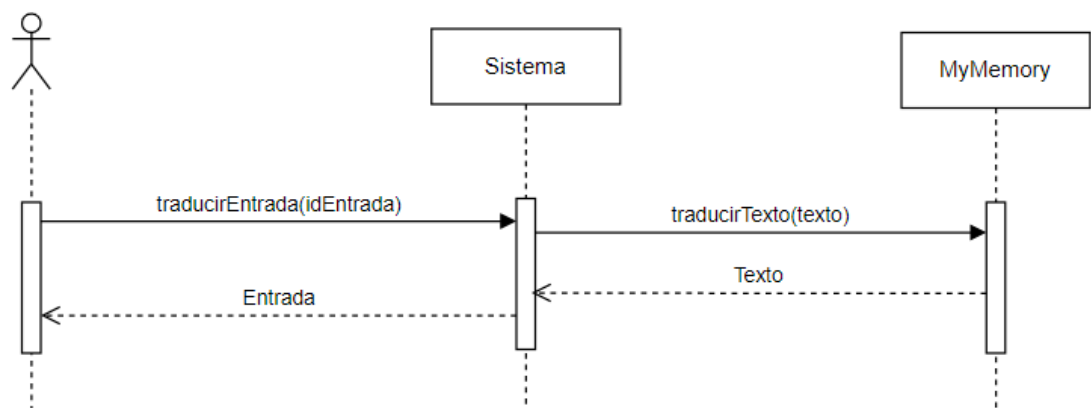 Sistema
MyMemory
traducirEntrada(idEntrada)
traducirTexto(texto)
Texto
Entrada